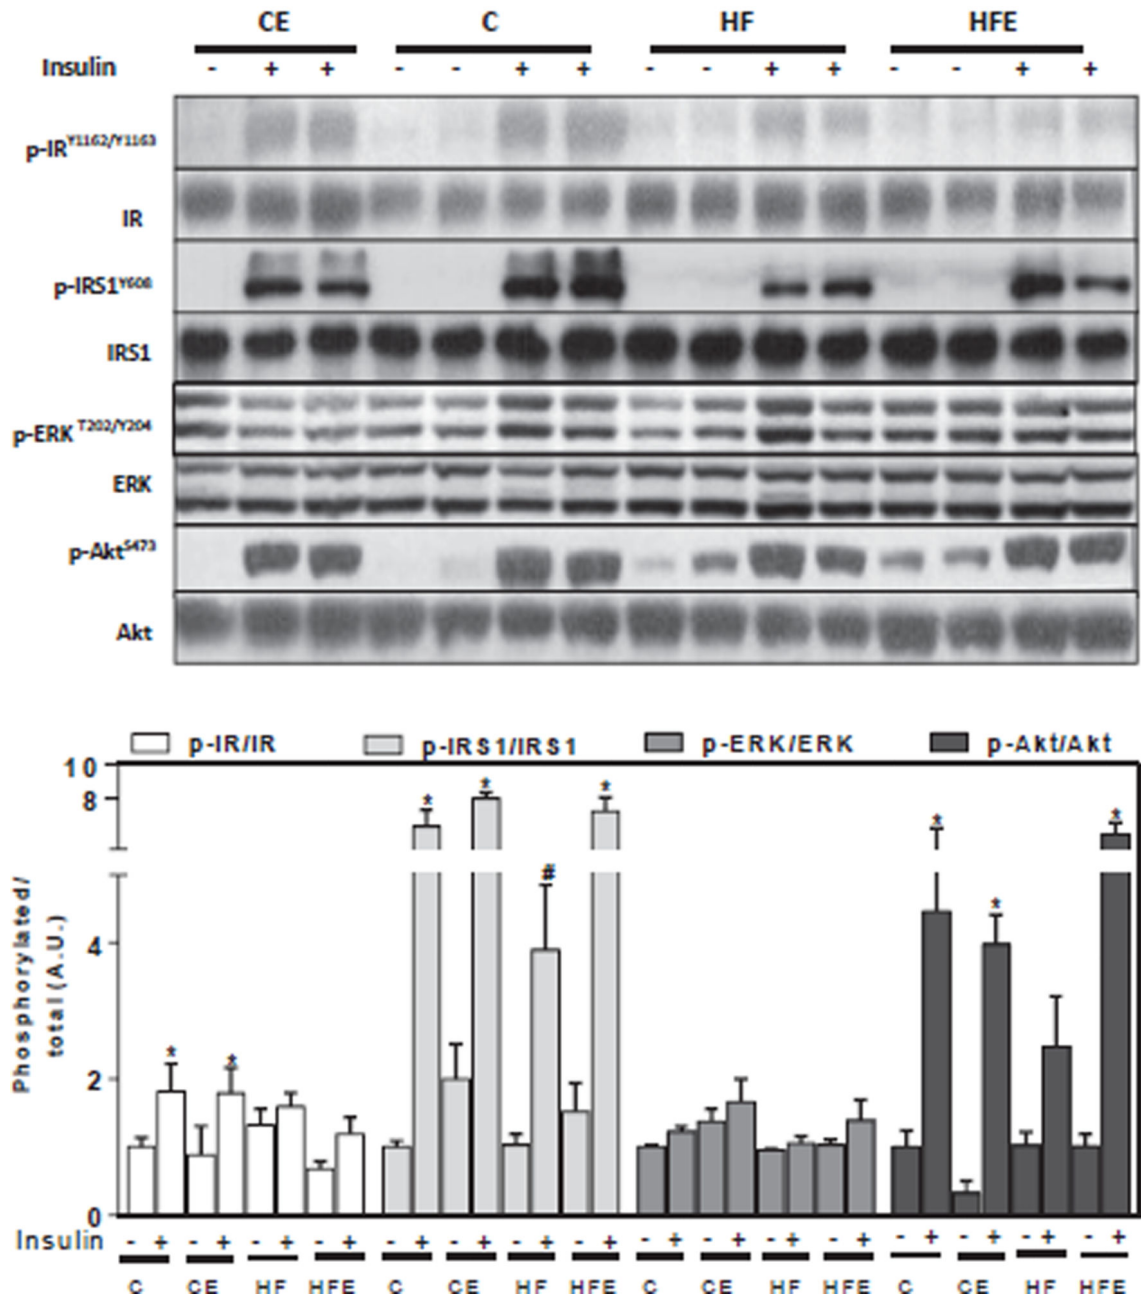 CE C HF HFE
Insulin - + + - - + + - - + + - - + +
p-IR Y1162/Y1163
IR
p-IRS1 Y608
IRS1
p-ERK T202/Y204
ERK
p-Akt S473
Akt
p-IR/IR p-IRS1/IRS1 p-ERK/ERK p-Akt/Akt
10
8 * * * * *
#
4 *
Phosphorylated/
total (A.U.)
2 * *
0
Insulin - + - + - + - + - + - + - + - + - + - + - + - + - + - + - + - +
C CE HF HFE C CE HF HFE C CE HF HFE C CE HF HFE